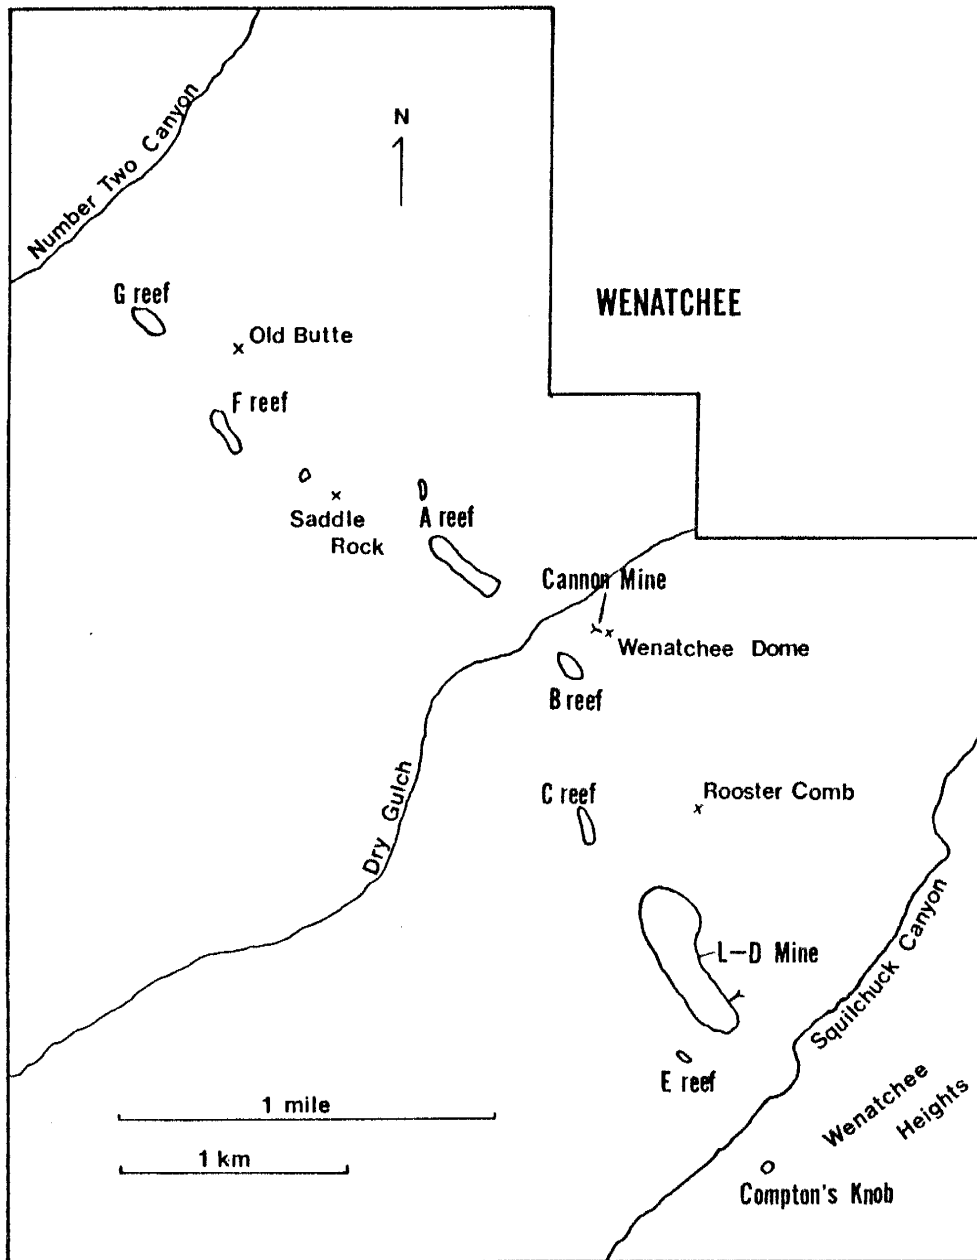 N
Number Two Canyon
G reef
WENATCHEE
Old Butte
F reef
Saddle
Rock
A reef
Cannon Mine
Wenatchee Dome
B reef
C reef
Rooster Comb
Dry Gulch
L-D Mine
Squilchuck Canyon
E reef
Wenatchee
Heights
1 mile
1 km
Compton's Knob